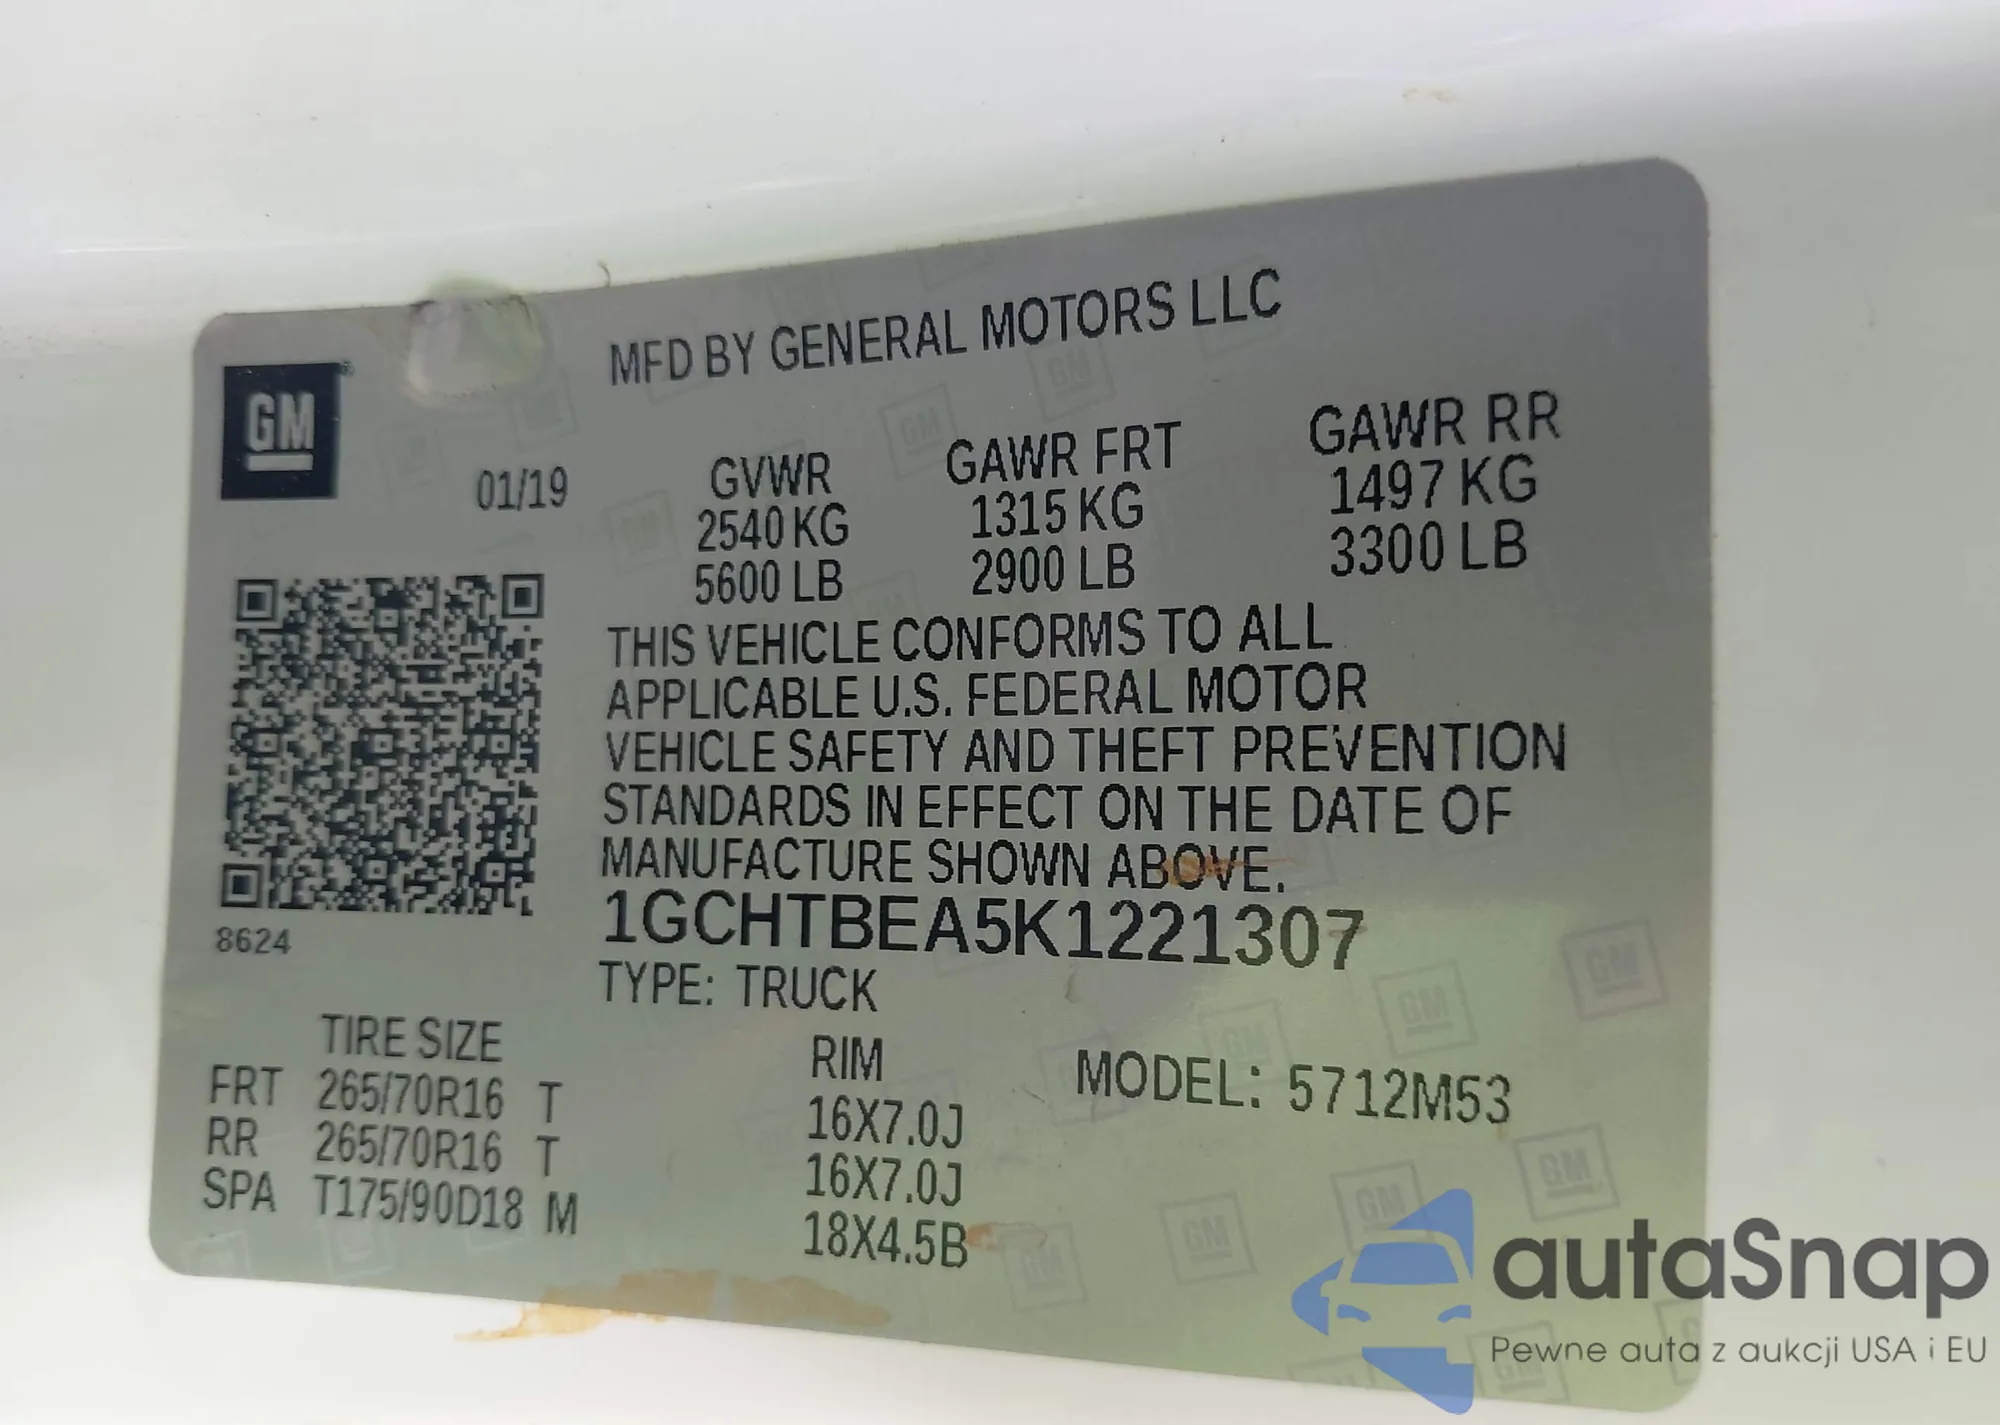 MFD BY GENERAL MOTORS LLC
GM
01/19
GVWR GAWR FRT GAWR RR
2540 KG 1315 KG 1497 KG
5600 LB 2900 LB 3300 LB
THIS VEHICLE CONFORMS TO ALL
APPLICABLE U.S. FEDERAL MOTOR
VEHICLE SAFETY AND THEFT PREVENTION
STANDARDS IN EFFECT ON THE DATE OF
MANUFACTURE SHOWN ABOVE.
8624
1GCHTBEA5K1221307
TYPE: TRUCK
TIRE SIZE RIM
FRT 265/70R16 T 16X7.0J
RR 265/70R16 T 16X7.0J
SPA T175/90D18 M 18X4.5B
MODEL: 5712M53
autaSnap
Pewne auta z aukcji USA i EU